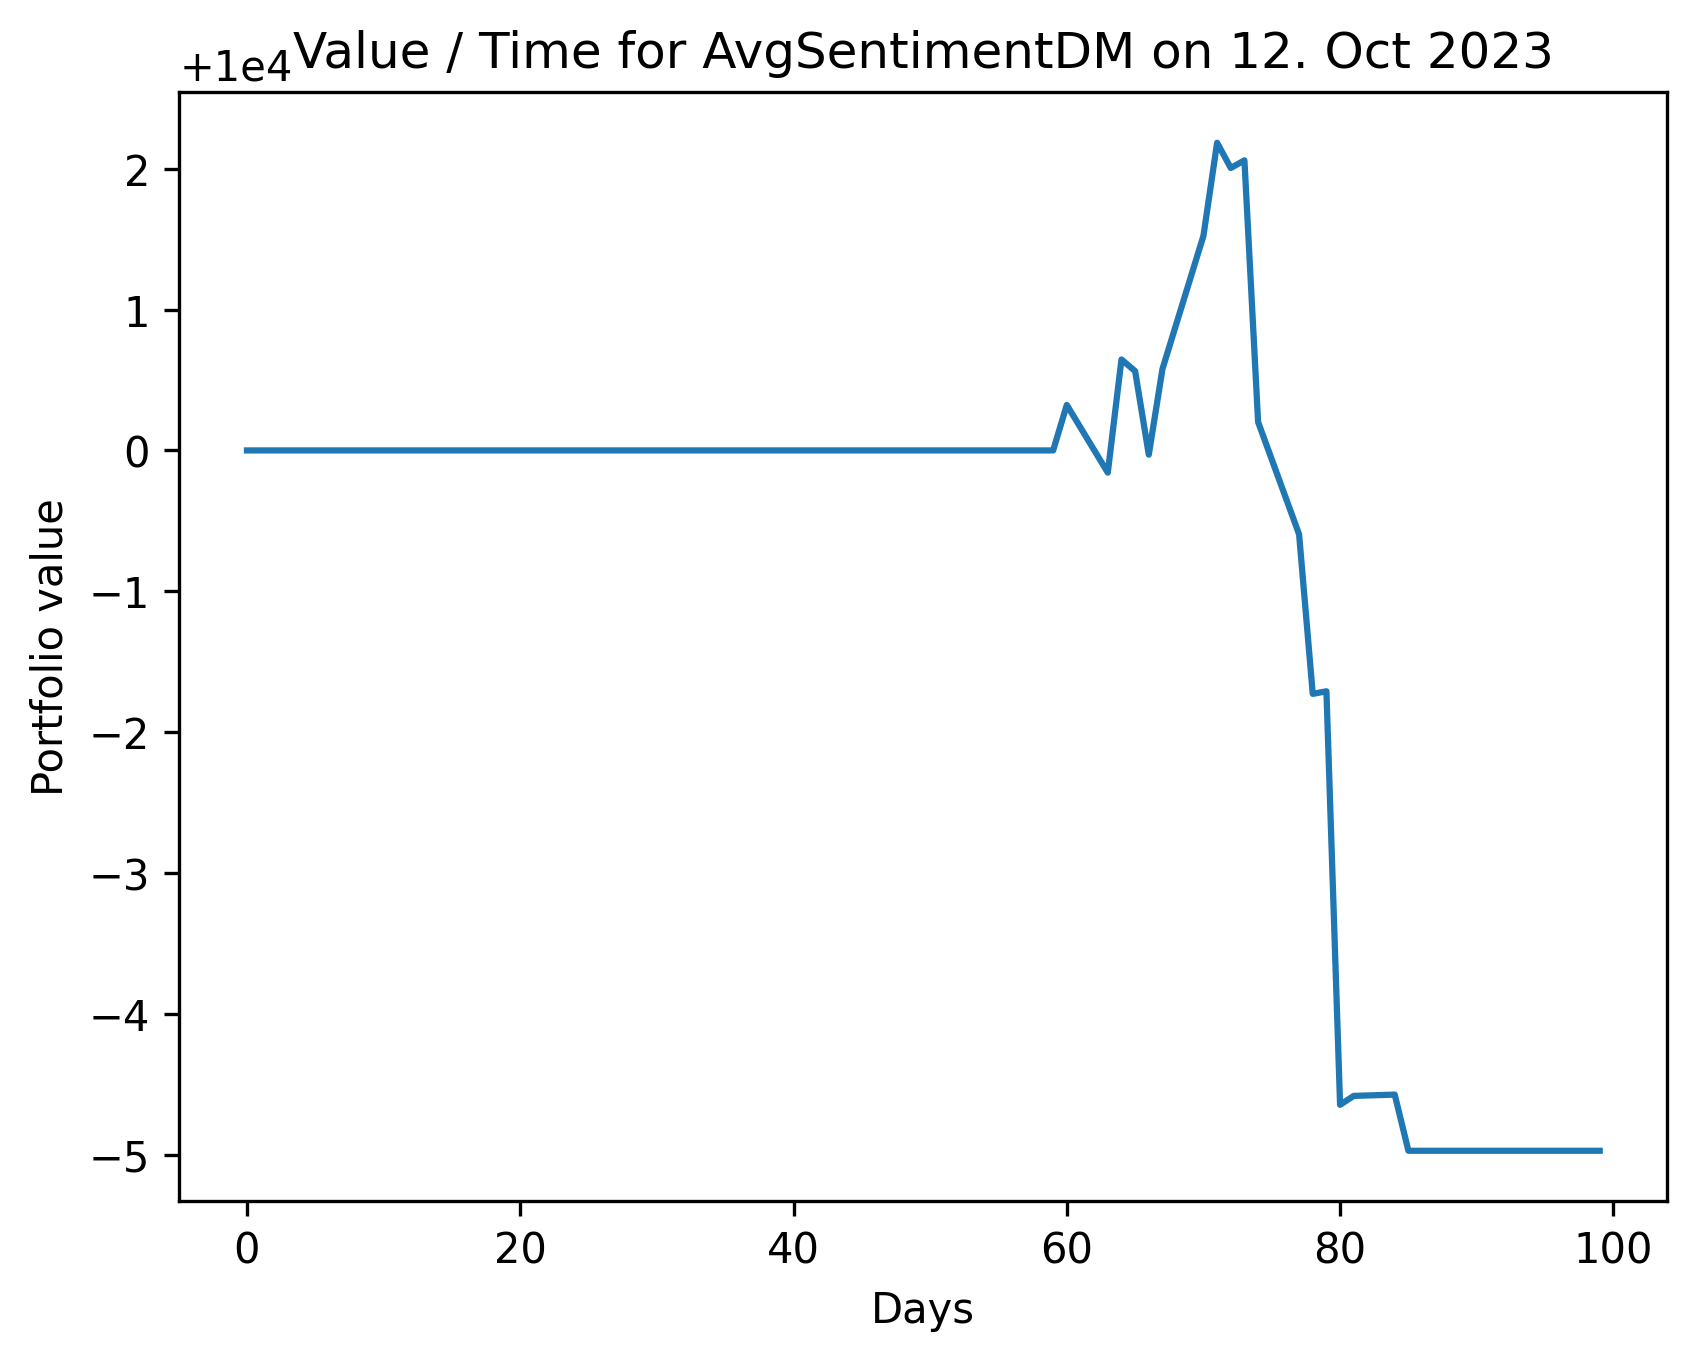 Value / Time for AvgSentimentDM on 12. Oct 2023
+1e4
2
1
0
−1
−2
−3
−4
−5
Portfolio value
0 20 40 60 80 100
Days